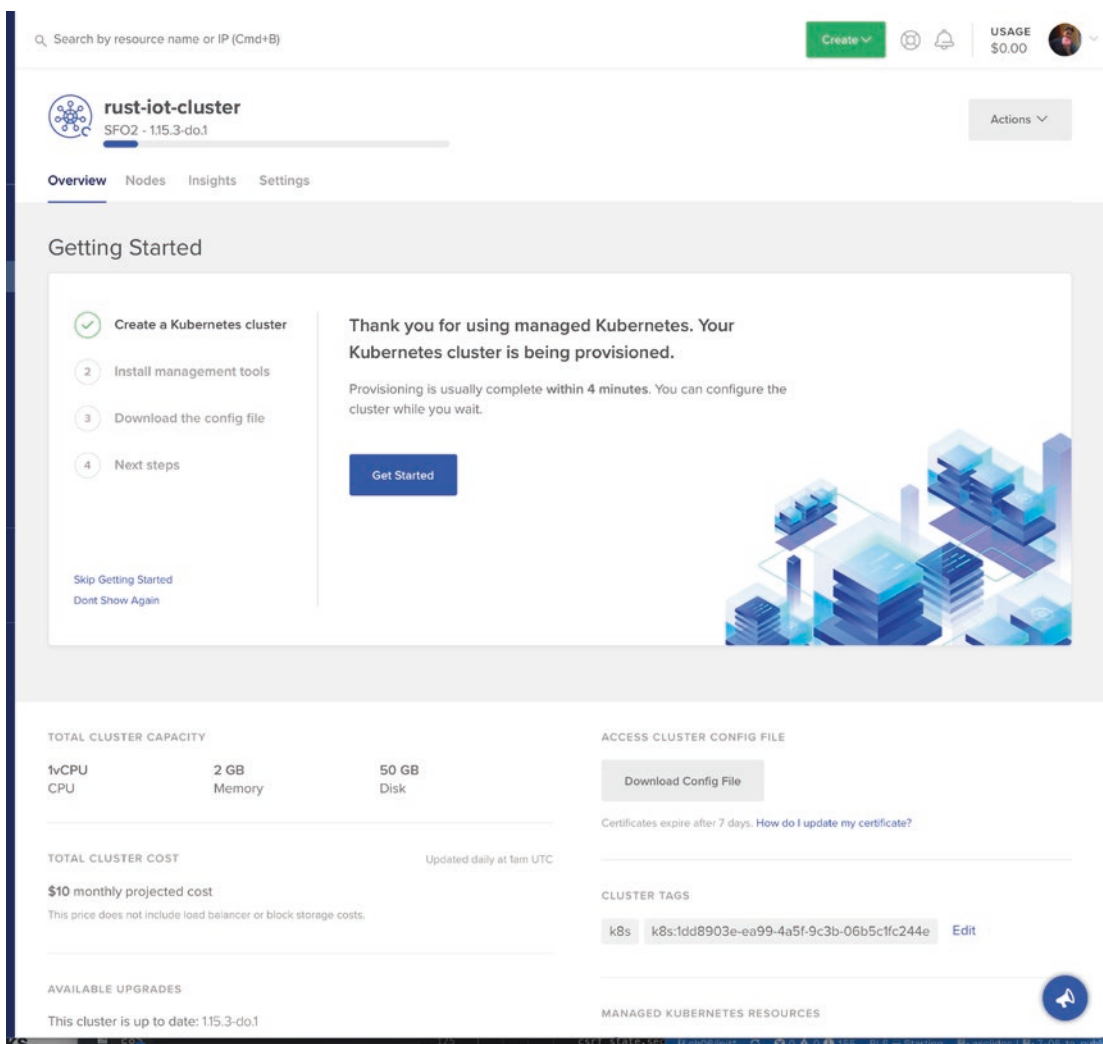 Search by resource name or IP (Cmd+B)
Create
USAGE
$0.00
rust-iot-cluster
SFO2 - 1.15.3-do.1
Actions
Overview Nodes Insights Settings
Getting Started
Create a Kubernetes cluster
2 Install management tools
3 Download the config file
4 Next steps
Skip Getting Started
Dont Show Again
Thank you for using managed Kubernetes. Your
Kubernetes cluster is being provisioned.
Provisioning is usually complete within 4 minutes. You can configure the
cluster while you wait.
Get Started
TOTAL CLUSTER CAPACITY
1vCPU 2 GB 50 GB
CPU Memory Disk
TOTAL CLUSTER COST Updated daily at 1am UTC
$10 monthly projected cost
This price does not include load balancer or block storage costs.
AVAILABLE UPGRADES
This cluster is up to date: 1.15.3-do.1
ACCESS CLUSTER CONFIG FILE
Download Config File
Certificates expire after 7 days. How do I update my certificate?
CLUSTER TAGS
k8s k8s:1dd8903e-ea99-4a5f-9c3b-06b5c1fc244e Edit
MANAGED KUBERNETES RESOURCES